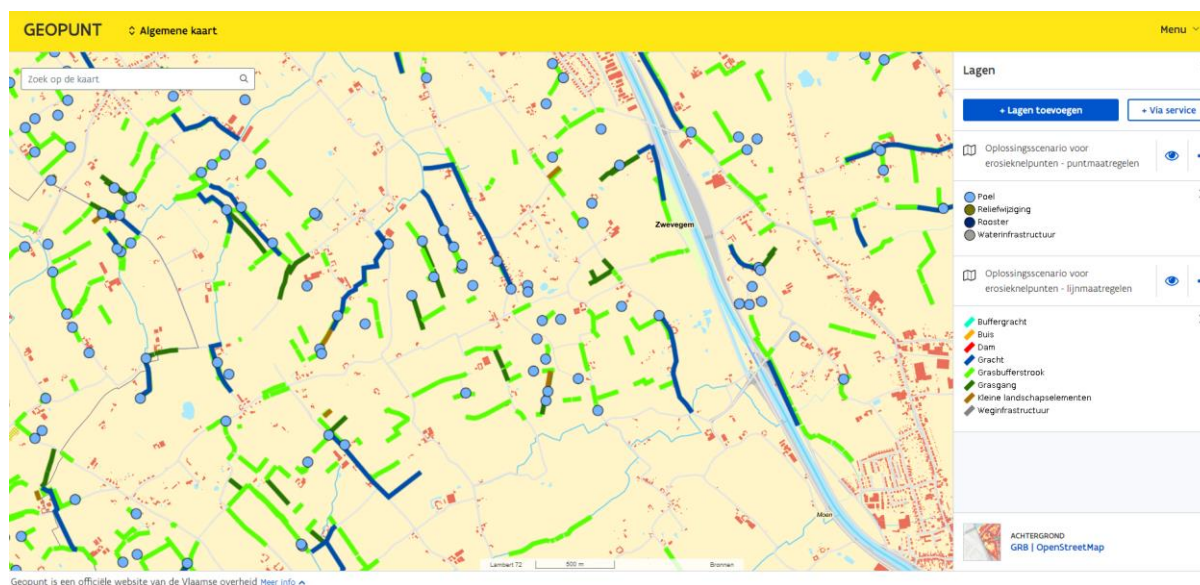 GEOPUNT
Algemene kaart
Menu
Zoek op de kaart
Lagen
+ Lagen toevoegen
+ Via service
Oplossingsscenario voor
erosieknelpunten - puntmaatregelen
Poel
Reliefwijziging
Rooster
Waterinfrastructuur
Zwevegem
Oplossingsscenario voor
erosieknelpunten - lijnmaatregelen
Buffergracht
Buis
Dam
Gracht
Grasbufferstrook
Grasgang
Kleine landschapselementen
Weginfrastructuur
Moen
ACHTERGROND
GRB | OpenStreetMap
Lambert 72
500 m
Bronnen
Geopunt is een officiële website van de Vlaamse overheid Meer info